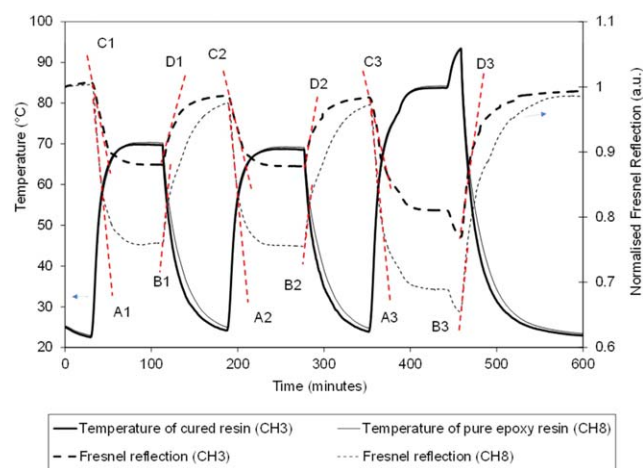 100
90
80
70
60
50
40
30
20
Temperature (°C)
1.1
1
0.9
0.8
0.7
0.6
Normalised Fresnel Reflection (a.u.)
C1
D1
C2
D2
C3
D3
A1
B1
A2
B2
A3
B3
0 100 200 300 400 500 600
Time (minutes)
Temperature of cured resin (CH3) Temperature of pure epoxy resin (CH8)
Fresnel reflection (CH3) Fresnel reflection (CH8)